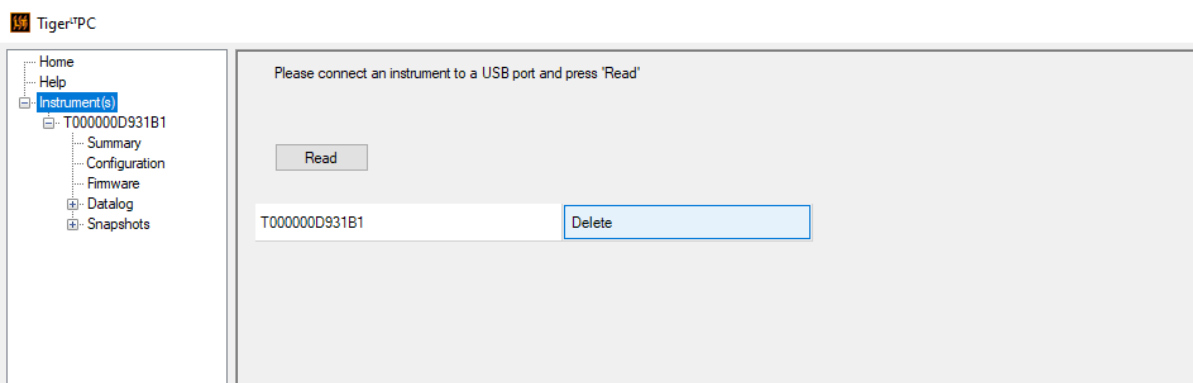 TigerLTPC
Home
Help
Instrument(s)
T000000D931B1
Summary
Configuration
Firmware
Datalog
Snapshots
Please connect an instrument to a USB port and press 'Read'
Read
T000000D931B1 Delete